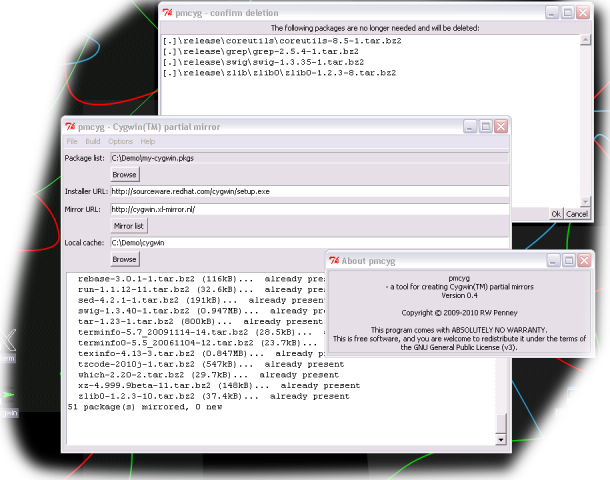 pmcyg - confirm deletion
The following packages are no longer needed and will be deleted:
[.]\release\coreutils\coreutils-8.5-1.tar.bz2
[.]\release\grep\grep-2.5.4-1.tar.bz2
[.]\release\swig\swig-1.3.35-1.tar.bz2
[.]\release\zlib\zlib0\zlib0-1.2.3-8.tar.bz2
Ok Cancel
pmcyg - Cygwin(TM) partial mirror
File Build Options Help
Package list: C:\Demo\my-cygwin.pkgs
Browse
Installer URL: http://sourceware.redhat.com/cygwin/setup.exe
Mirror URL: http://cygwin.xl-mirror.nl/
Mirror list
Local cache: C:\Demo\cygwin
Browse
rebase-3.0.1-1.tar.bz2 (116kB)... already pre
run-1.1.12-11.tar.bz2 (32.6kB)... already pre
sed-4.2.1-1.tar.bz2 (191kB)... already present
swig-1.3.40-1.tar.bz2 (0.947MB)... already pre
tar-1.23-1.tar.bz2 (800kB)... already present
terminfo-5.7_20091114-14.tar.bz2 (28.5kB)...
terminfo0-5.5_20061104-12.tar.bz2 (23.7kB)...
texinfo-4.13-3.tar.bz2 (0.847MB)... already pre
tzcode-2010j-1.tar.bz2 (547kB)... already present
which-2.20-2.tar.bz2 (29.7kB)... already present
xz-4.999.9beta-11.tar.bz2 (148kB)... already present
zlib0-1.2.3-10.tar.bz2 (37.4kB)... already present
51 package(s) mirrored, 0 new
About pmcyg
pmcyg
- a tool for creating Cygwin(TM) partial mirrors
Version 0.4
Copyright © 2009-2010 RW Penney
This program comes with ABSOLUTELY NO WARRANTY.
This is free software, and you are welcome to redistribute it under the terms of
the GNU General Public License (v3).